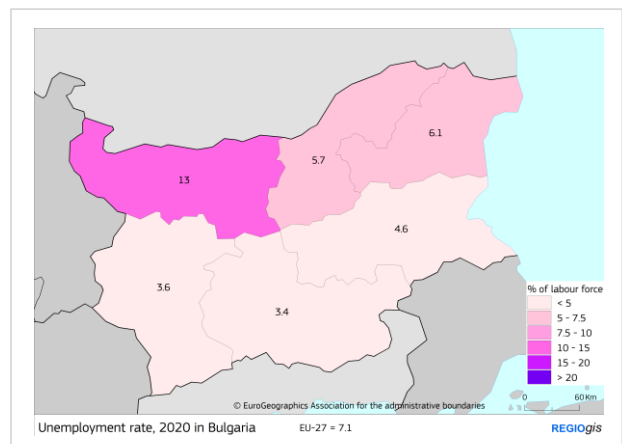 6.1
5.7
13
4.6
3.6
3.4
% of labour force
< 5
5 - 7.5
7.5 - 10
10 - 15
15 - 20
> 20
0 60 Km
© EuroGeographics Association for the administrative boundaries
Unemployment rate, 2020 in Bulgaria EU-27 = 7.1 REGIOgis